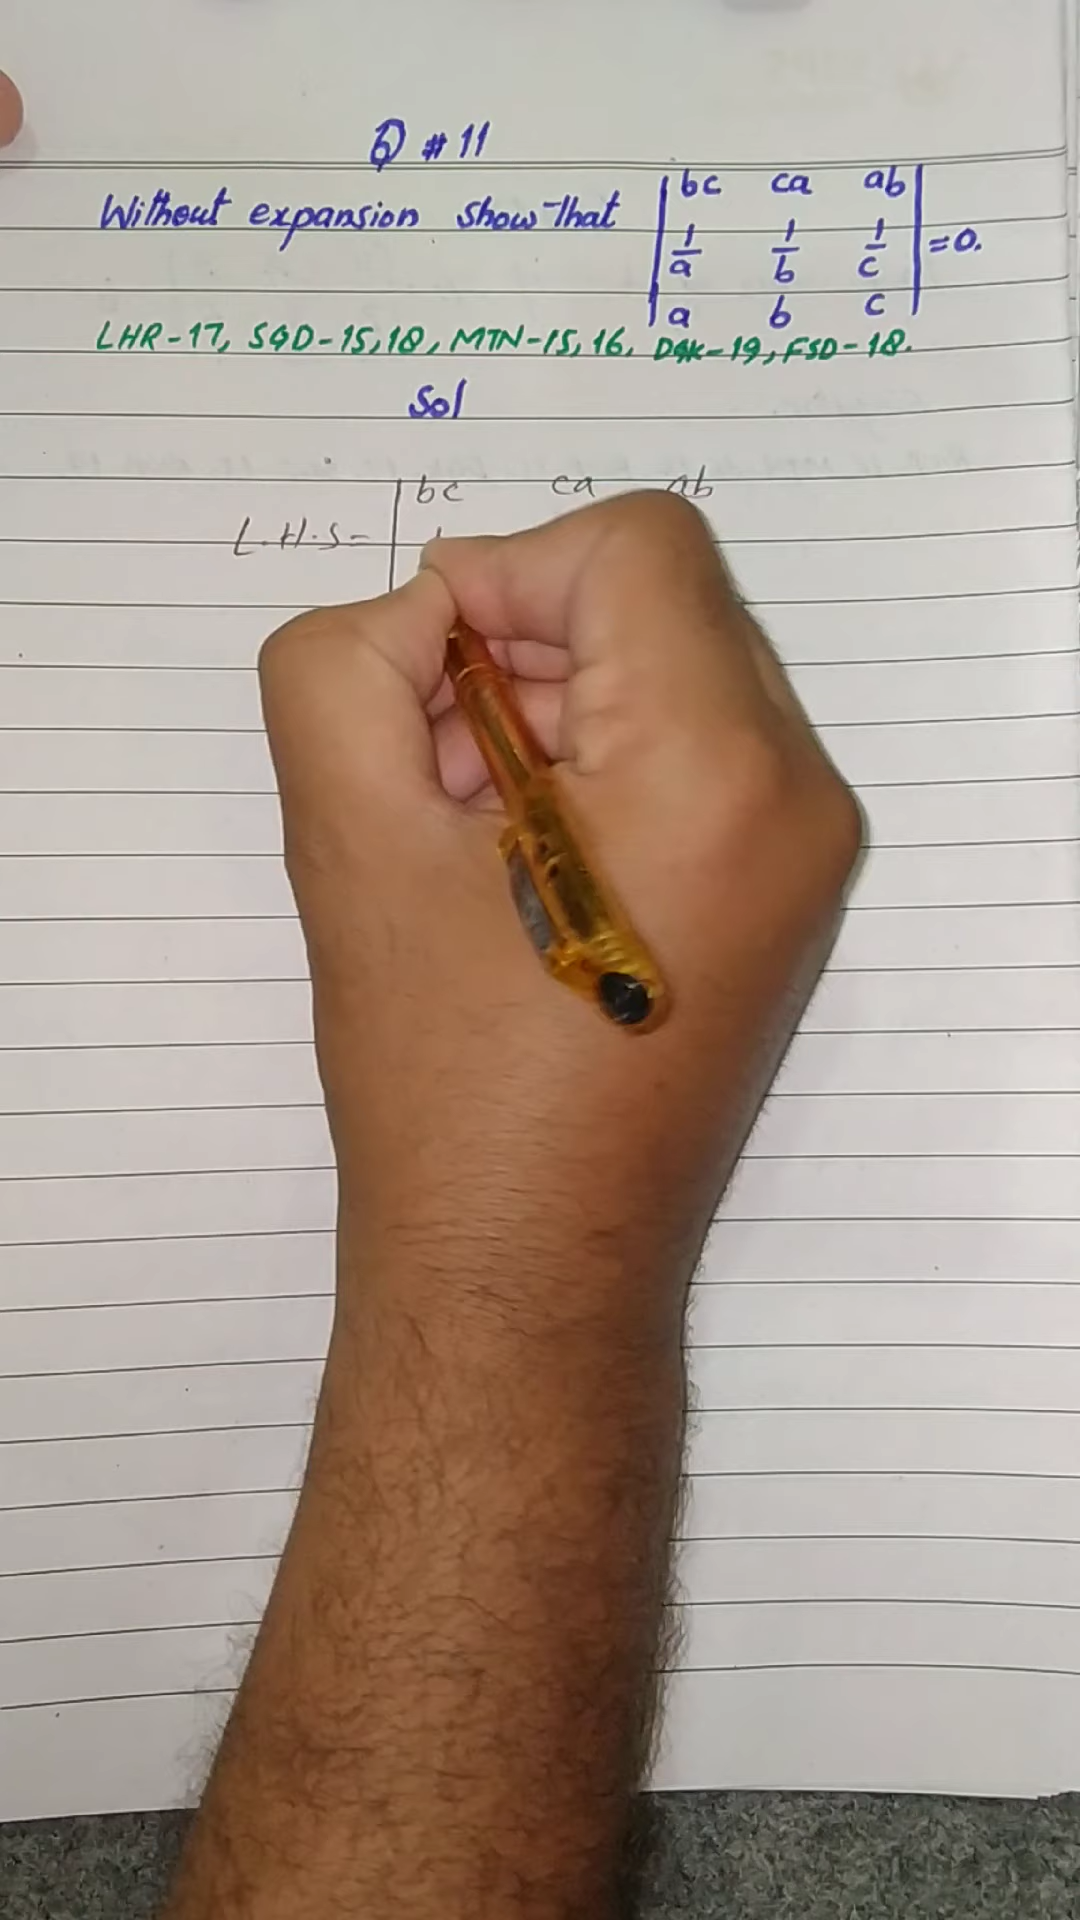 Q #11
Without expansion show that | bc ca ab |
| 1/a 1/b 1/c | =0.
| a b c |
LHR-17, SGD-15,18, MTN-15,16, DGK-19, FSD-18.
Sol
| bc ca ab
L.H.S=